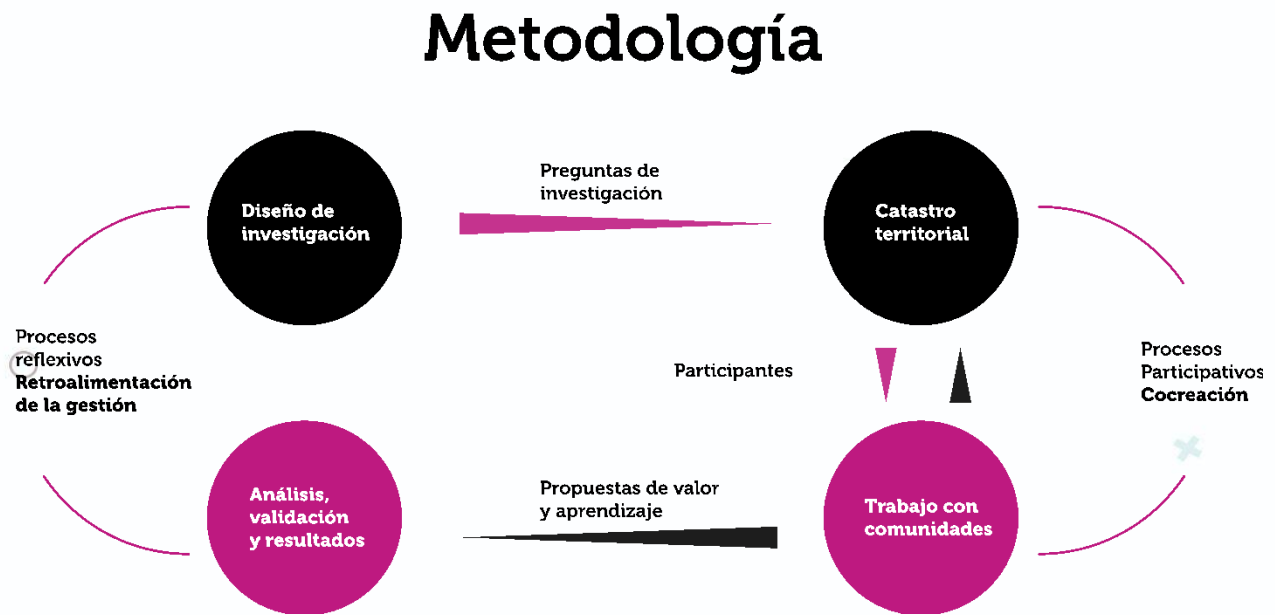 Metodología
Diseño de
investigación
Preguntas de
investigación
Catastro
territorial
Procesos
reflexivos
Retroalimentación
de la gestión
Participantes
Procesos
Participativos
Cocreación
Análisis,
validación
y resultados
Propuestas de valor
y aprendizaje
Trabajo con
comunidades